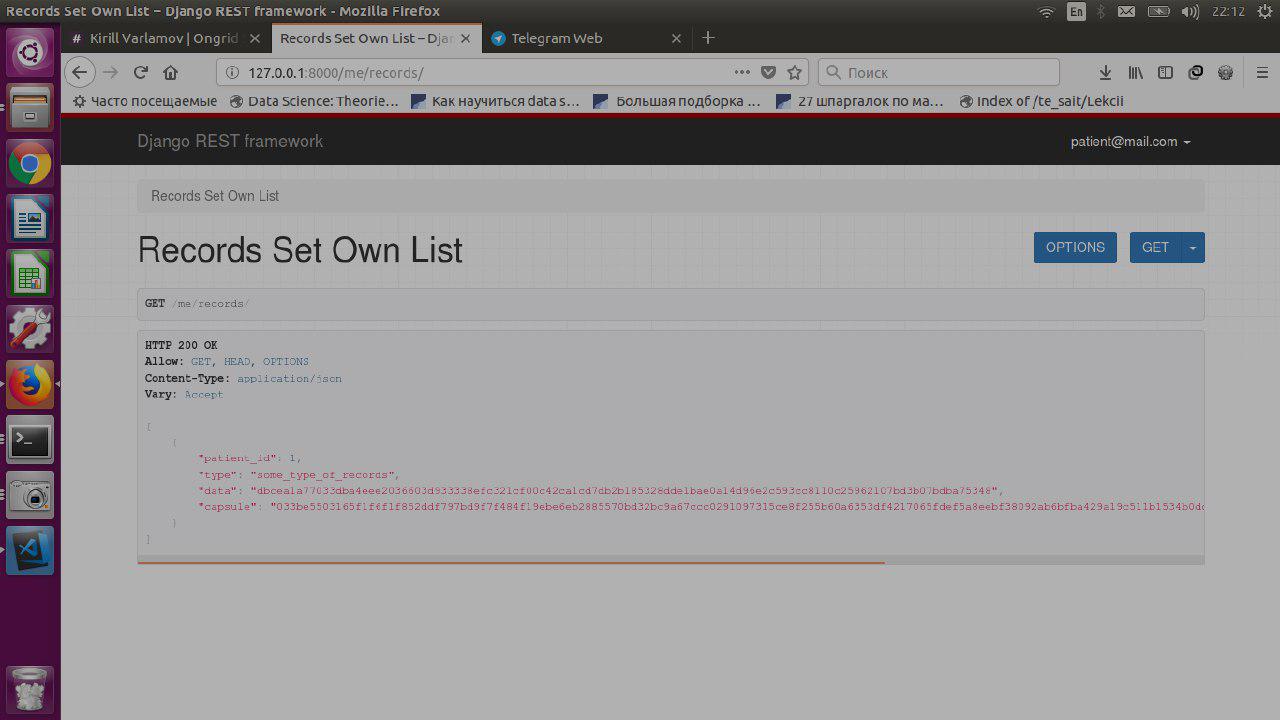 Records Set Own List – Django REST framework - Mozilla Firefox
En
22:12
# Kirill Varlamov | Ongrid
Records Set Own List – Djan
Telegram Web
127.0.0.1:8000/me/records/
Поиск
Часто посещаемые
Data Science: Theorie...
Как научиться data s...
Большая подборка ...
27 шпаргалок по ма...
Index of /te_sait/Lekcii
Django REST framework
patient@mail.com
Records Set Own List
Records Set Own List
OPTIONS
GET
GET /me/records/
HTTP 200 OK
Allow: GET, HEAD, OPTIONS
Content-Type: application/json
Vary: Accept
[
{
"patient_id": 1,
"type": "some_type_of_records",
"data":
"capsule":
}
]